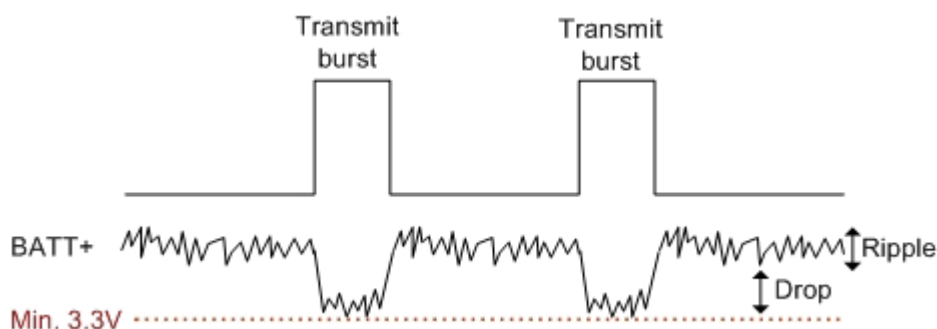 Transmit
burst
Transmit
burst
BATT+
Ripple
Drop
Min. 3.3V